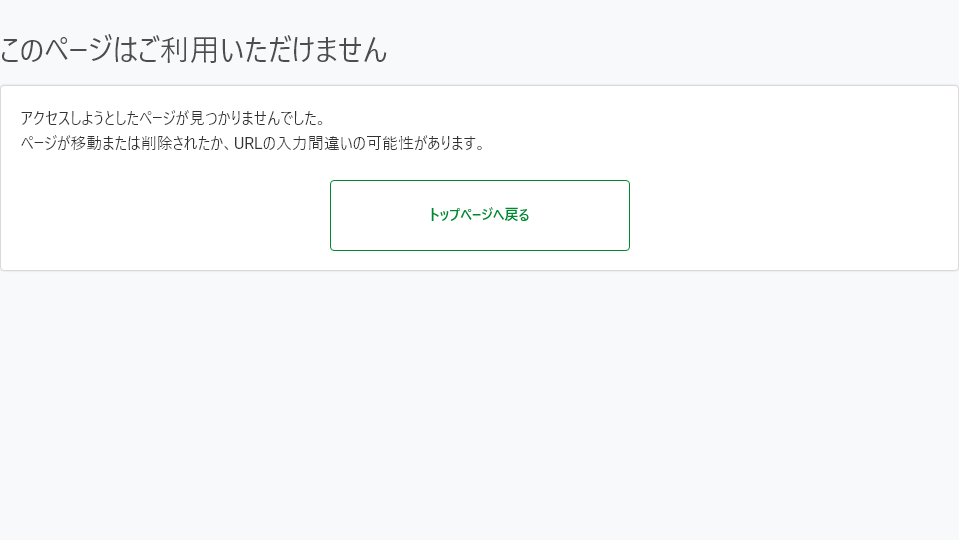 このページはご利用いただけません
アクセスしようとしたページが見つかりませんでした。
ページが移動または削除されたか、URLの入力間違いの可能性があります。
トップページへ戻る